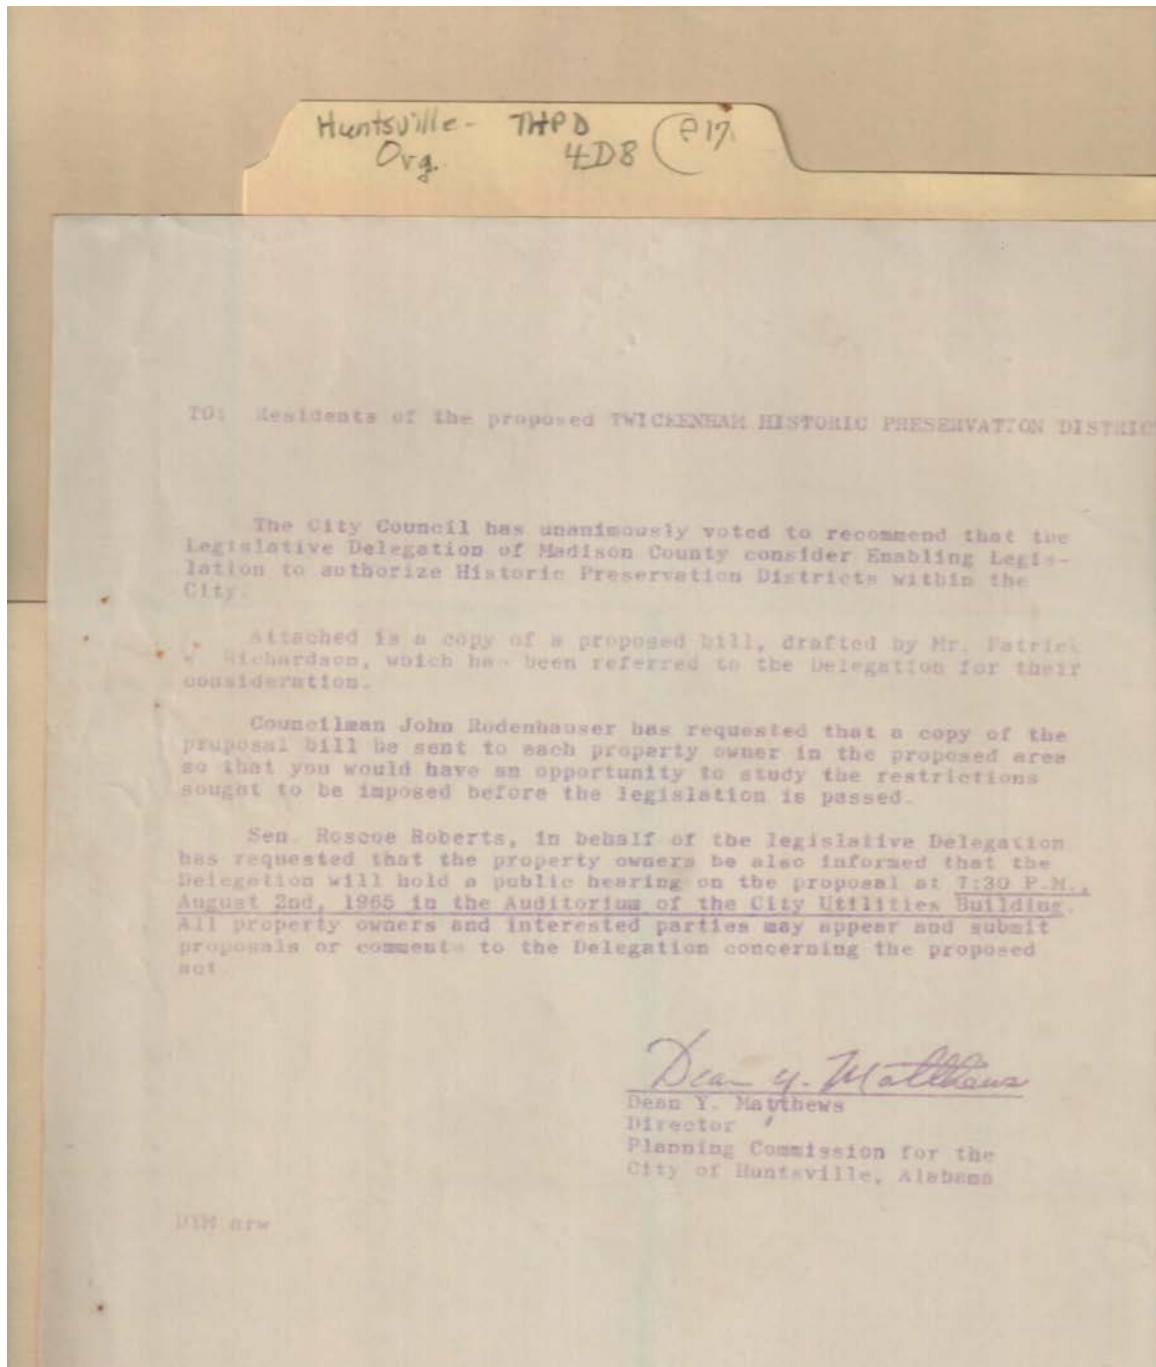 Huntsville - THPD
Org. 4D8 (P17.
TO: Residents of the proposed TWICKENHAM HISTORIC PRESERVATION DISTRIC
The City Council has unanimously voted to recommend that the
Legislative Delegation of Madison County consider Enabling Legis-
lation to authorize Historic Preservation Districts within the
City.
Attached is a copy of a proposed bill, drafted by Mr. Patrick
Richardson, which has been referred to the Delegation for their
consideration.
Councilman John Rodenhauser has requested that a copy of the
proposal bill be sent to each property owner in the proposed area
so that you would have an opportunity to study the restrictions
sought to be imposed before the legislation is passed.
Sen. Roscoe Roberts, in behalf of the legislative Delegation
has requested that the property owners be also informed that the
Delegation will hold a public hearing on the proposal at 7:30 P.M.,
August 2nd, 1965 in the Auditorium of the City Utilities Building.
All property owners and interested parties may appear and submit
proposals or comments to the Delegation concerning the proposed
act
Dean Y. Matthews
Dean Y. Matthews
Director
Planning Commission for the
City of Huntsville, Alabama
DYM nrw